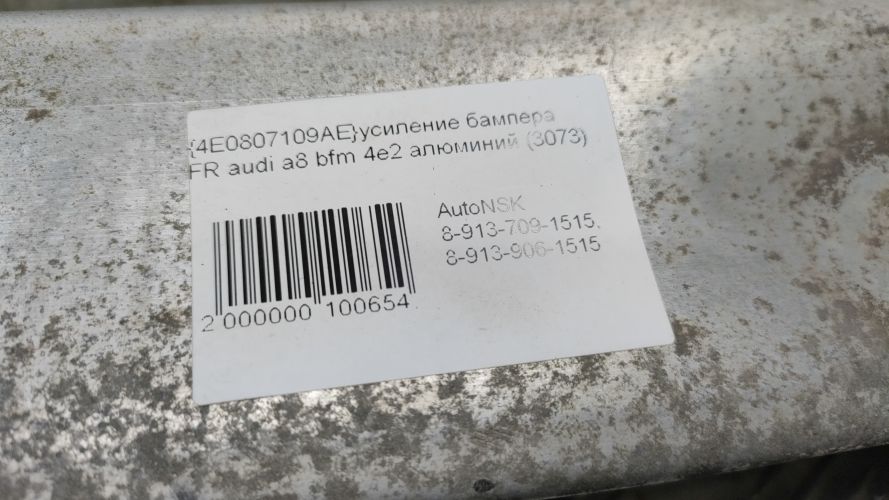 {4E0807109AE}усиление бампера
FR audi a8 bfm 4e2 алюминий (3073)
AutoNSK
8-913-709-1515,
8-913-906-1515
2 000000 100654